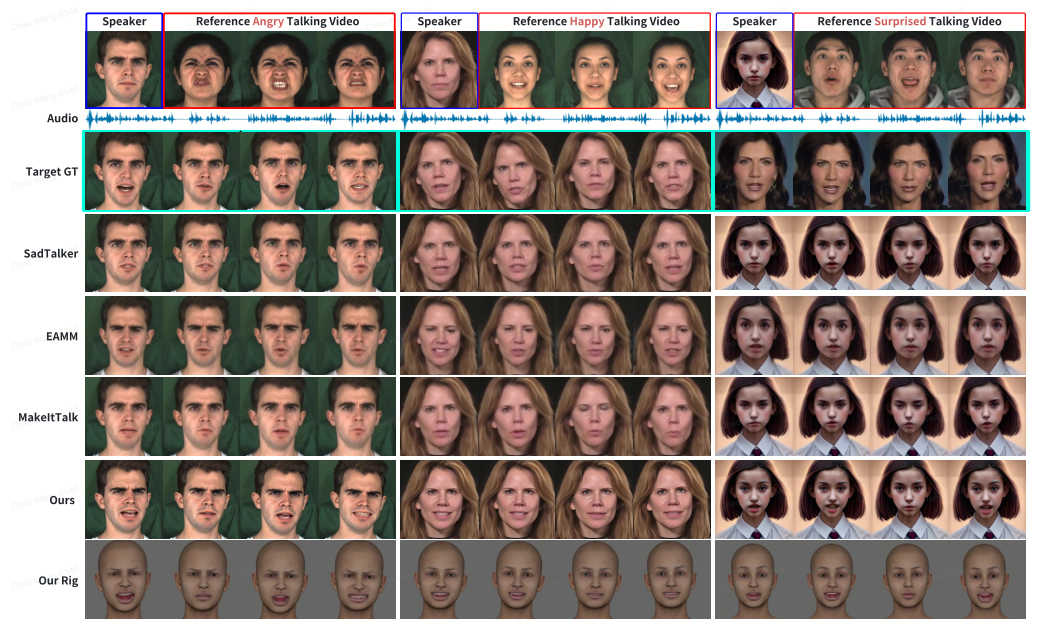 Speaker
Reference Angry Talking Video
Speaker
Reference Happy Talking Video
Speaker
Reference Surprised Talking Video
Audio
Target GT
SadTalker
EAMM
MakeItTalk
Ours
Our Rig